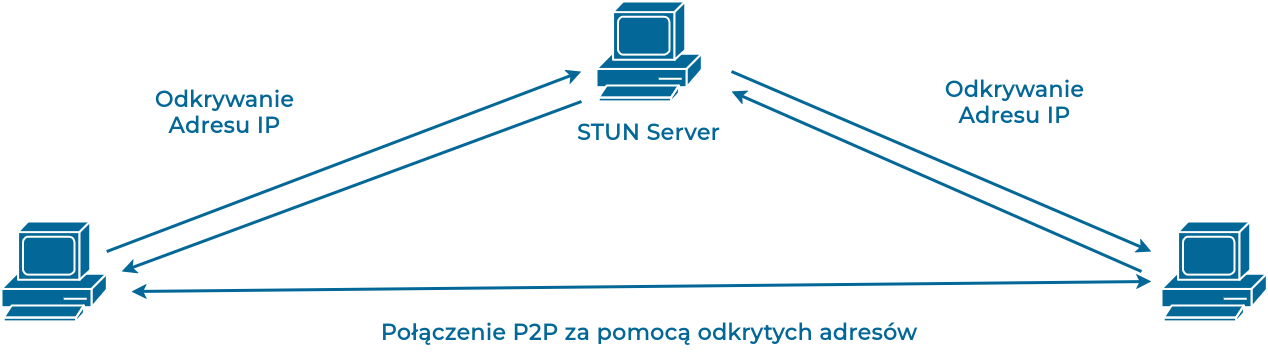 Odkrywanie
Adresu IP
STUN Server
Odkrywanie
Adresu IP
Połączenie P2P za pomocą odkrytych adresów